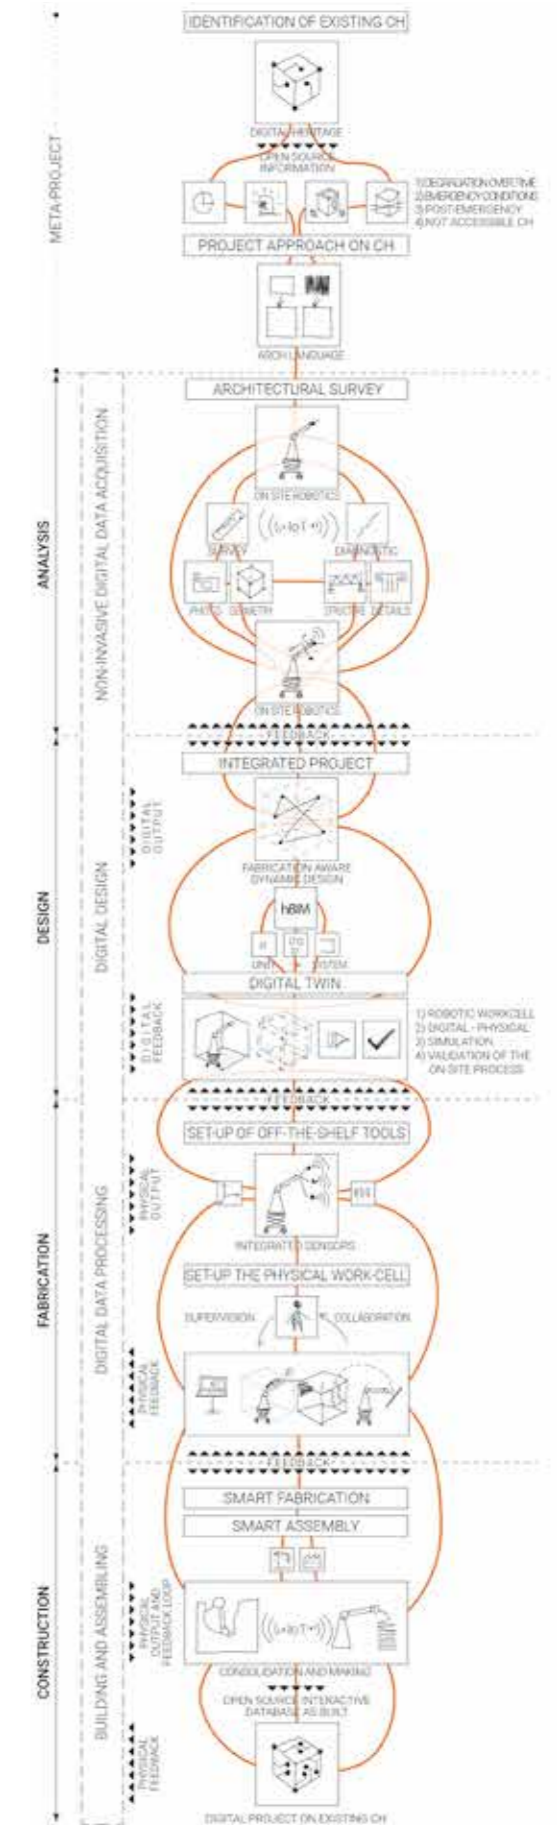 IDENTIFICATION OF EXISTING CH
DIGITAL HERITAGE
OPEN SOURCE
INFORMATION
1) DEGRADATION OVER TIME
2) EMERGENCY CONDITIONS
3) POST-EMERGENCY
4) NOT ACCESSIBLE CH
META-PROJECT
PROJECT APPROACH ON CH
ARCH LANGUAGE
ARCHITECTURAL SURVEY
ANALYSIS
NON-INVASIVE DIGITAL DATA ACQUISITION
ON SITE ROBOTICS
SURVEY
DIAGNOSTIC
PHOTO
GEOMETRY
DETAILS
ON SITE ROBOTICS
FEEDBACK
INTEGRATED PROJECT
DESIGN
DIGITAL DESIGN
DIGITAL
OUTPUT
FABRICATION AWARE
DYNAMIC DESIGN
hBIM
UNIT
SYSTEM
DIGITAL TWIN
DIGITAL
FEEDBACK
1) ROBOTIC WORKCELL
2) DIGITAL - PHYSICAL
3) SIMULATION
4) VALIDATION OF THE
ON-SITE PROCESS
FEEDBACK
SET-UP OF OFF-THE-SHELF TOOLS
FABRICATION
DIGITAL DATA PROCESSING
PHYSICAL
OUTPUT
INTEGRATED SENSORS
SET-UP THE PHYSICAL WORK-CELL
SUPERVISION
COLLABORATION
PHYSICAL
FEEDBACK
FEEDBACK
SMART FABRICATION
SMART ASSEMBLY
CONSTRUCTION
BUILDING AND ASSEMBLING
PHYSICAL
OUTPUT AND
FEEDBACK LOOP
CONSOLIDATION AND MAKING
OPEN SOURCE INTERACTIVE
DATABASE AS BUILT
PHYSICAL
FEEDBACK
DIGITAL PROJECT ON EXISTING CH